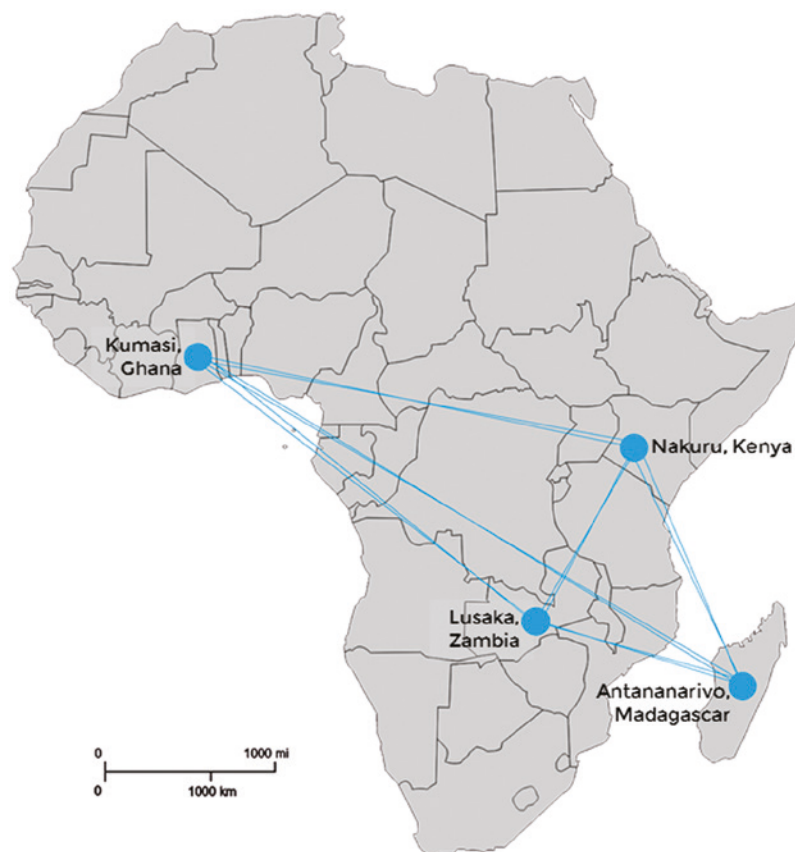 Kumasi,
Ghana
Nakuru, Kenya
Lusaka,
Zambia
Antananarivo,
Madagascar
0 1000 mi
0 1000 km